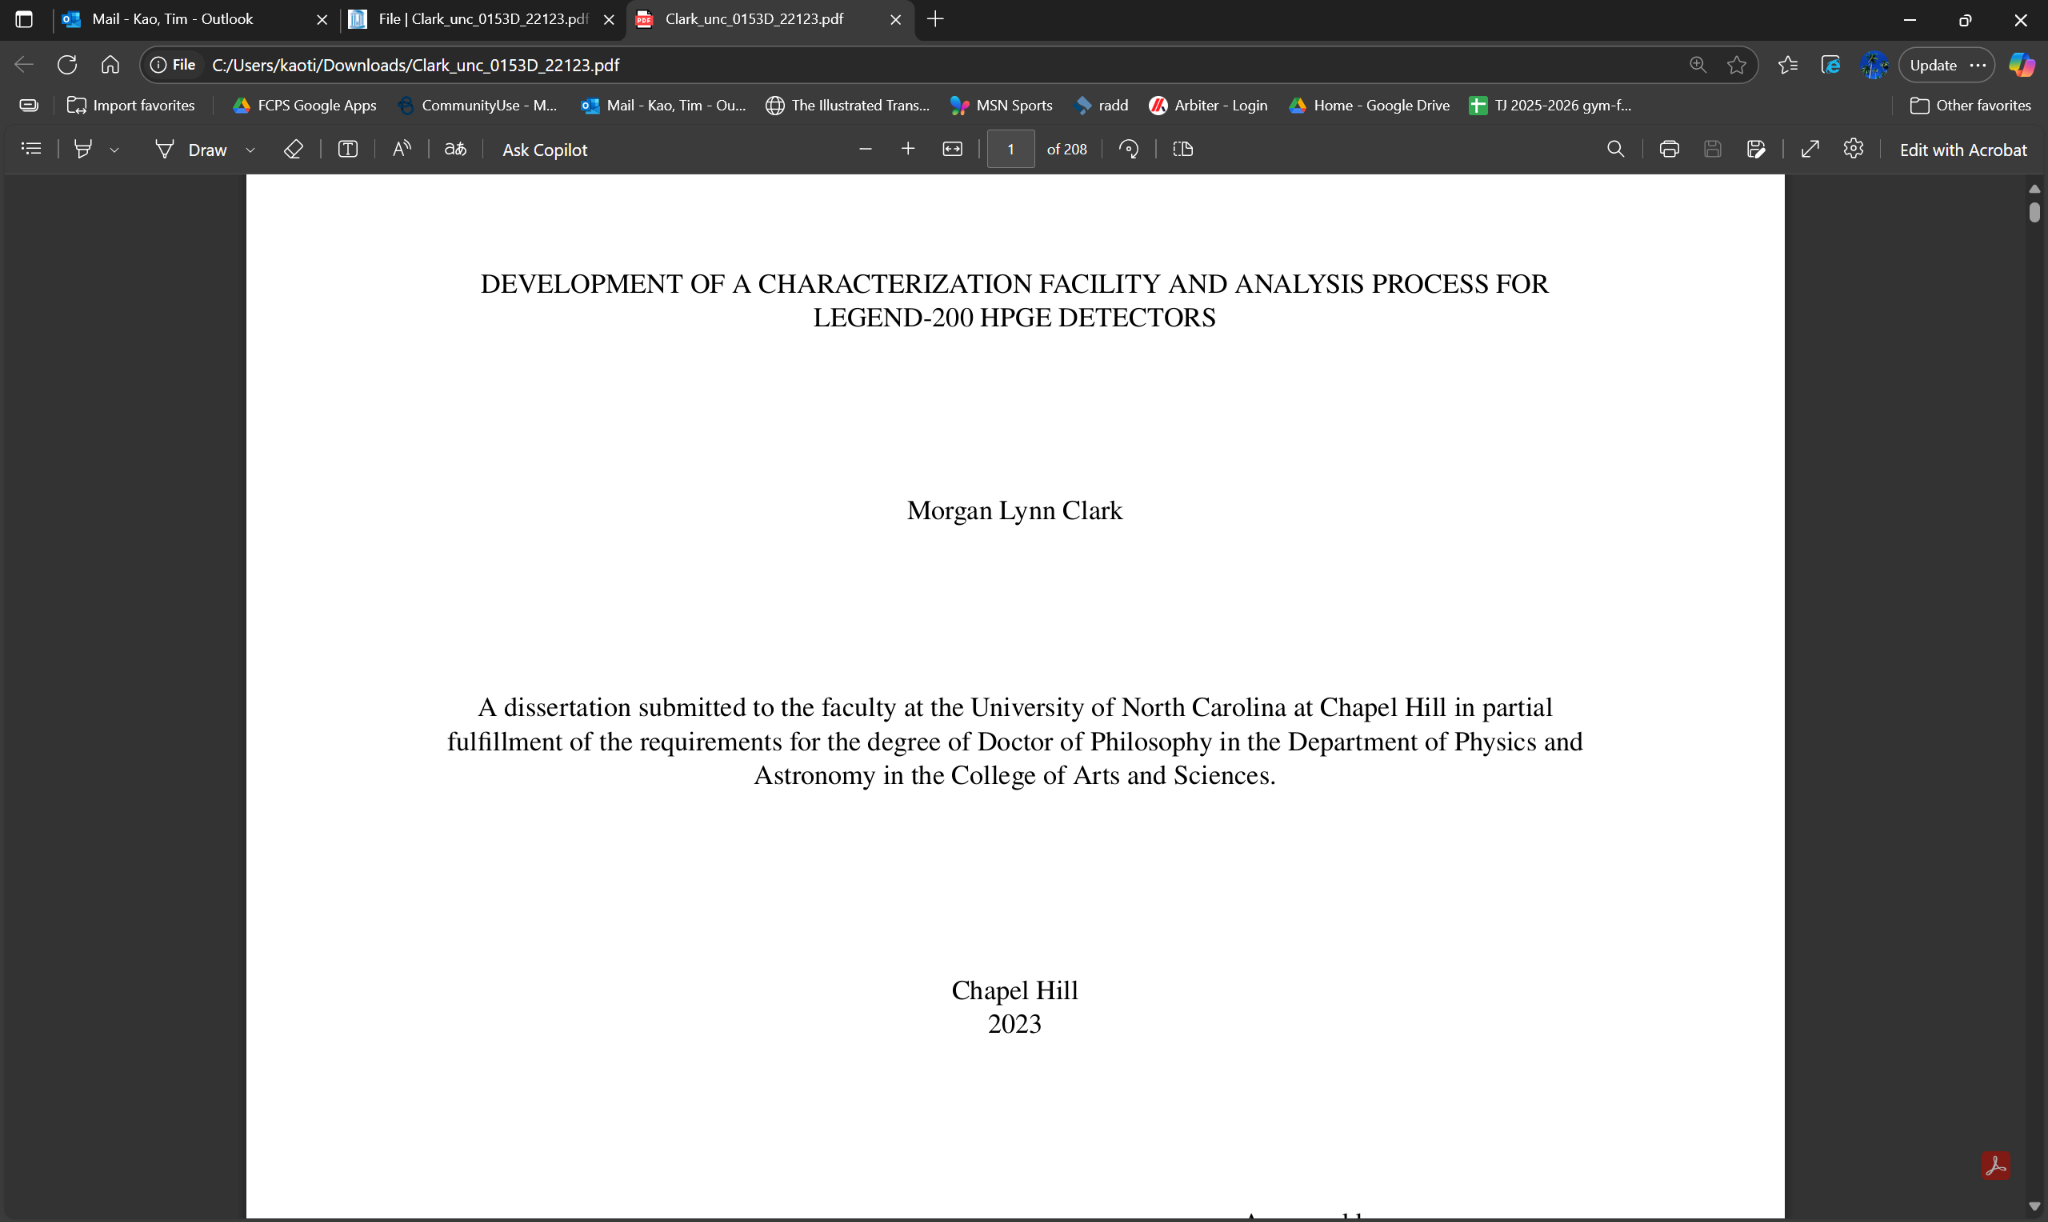 Mail - Kao, Tim - Outlook
File | Clark_unc_0153D_22123.pdf
Clark_unc_0153D_22123.pdf
File C:/Users/kaoti/Downloads/Clark_unc_0153D_22123.pdf
Update
Import favorites
FCPS Google Apps
CommunityUse - M...
Mail - Kao, Tim - Ou...
The Illustrated Trans...
MSN Sports
radd
Arbiter - Login
Home - Google Drive
TJ 2025-2026 gym-f...
Other favorites
Draw
Ask Copilot
1 of 208
Edit with Acrobat
DEVELOPMENT OF A CHARACTERIZATION FACILITY AND ANALYSIS PROCESS FOR
LEGEND-200 HPGE DETECTORS
Morgan Lynn Clark
A dissertation submitted to the faculty at the University of North Carolina at Chapel Hill in partial
fulfillment of the requirements for the degree of Doctor of Philosophy in the Department of Physics and
Astronomy in the College of Arts and Sciences.
Chapel Hill
2023